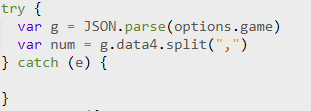 try {
  var g = JSON.parse(options.game)
  var num = g.data4.split(",")
} catch (e) {

}